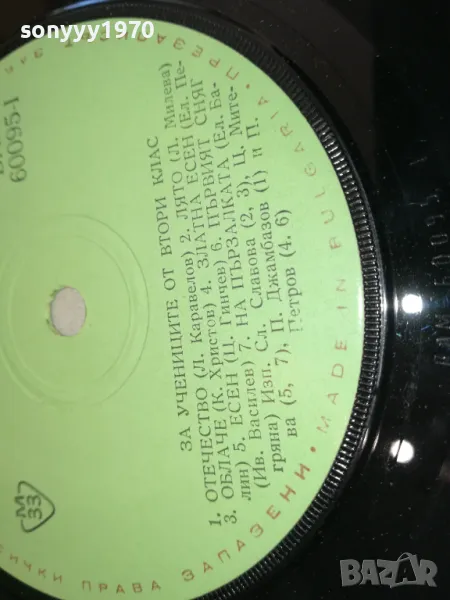 sonyyy1970
60095-I
ЗА УЧЕНИЦИТЕ ОТ ВТОРИ КЛАС
1. ОТЕЧЕСТВО (Л. Каравелов) 2. ЛЯТО (Л. Милева)
3. ОБЛАЧЕ (К. Христов) 4. ЗЛАТНА ЕСЕН (Ел. Пе-
лин) 5. ЕСЕН (Ц. Гинчев) 6. ПЪРВИЯТ СНЯГ
(Ив. Василев) 7. НА ПЪРЗАЛКАТА (Ел. Ба-
гряна) Изп. Сл. Славова (2, 3), Ц. Мите-
ва (5, 7), П. Джамбазов (1) и П.
Петров (4. 6)
М
33
ПРАВА ЗАПАЗЕНИ · MADE IN BULGARIA ·
bazar